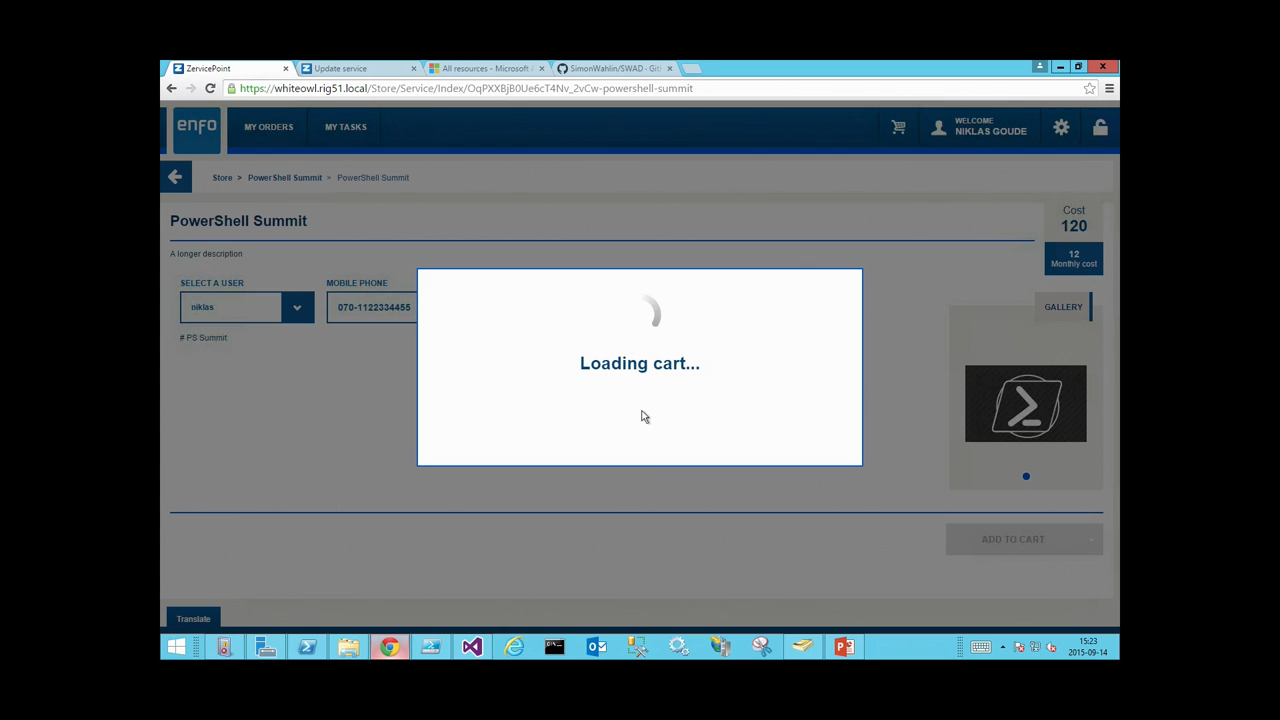 ZervicePoint
Update service
All resources - Microsoft
SimonWahlin/SWAD - Git
https://whiteowl.rig51.local/Store/Service/Index/OqPXXBjB0Ue6cT4Nv_2vCw-powershell-summit
enfo
MY ORDERS
MY TASKS
WELCOME
NIKLAS GOUDE
Store > PowerShell Summit > PowerShell Summit
PowerShell Summit
Cost
120
12
Monthly cost
A longer description
SELECT A USER
MOBILE PHONE
niklas
070-1122334455
# PS Summit
GALLERY
Loading cart...
ADD TO CART
Translate
15:23
2015-09-14